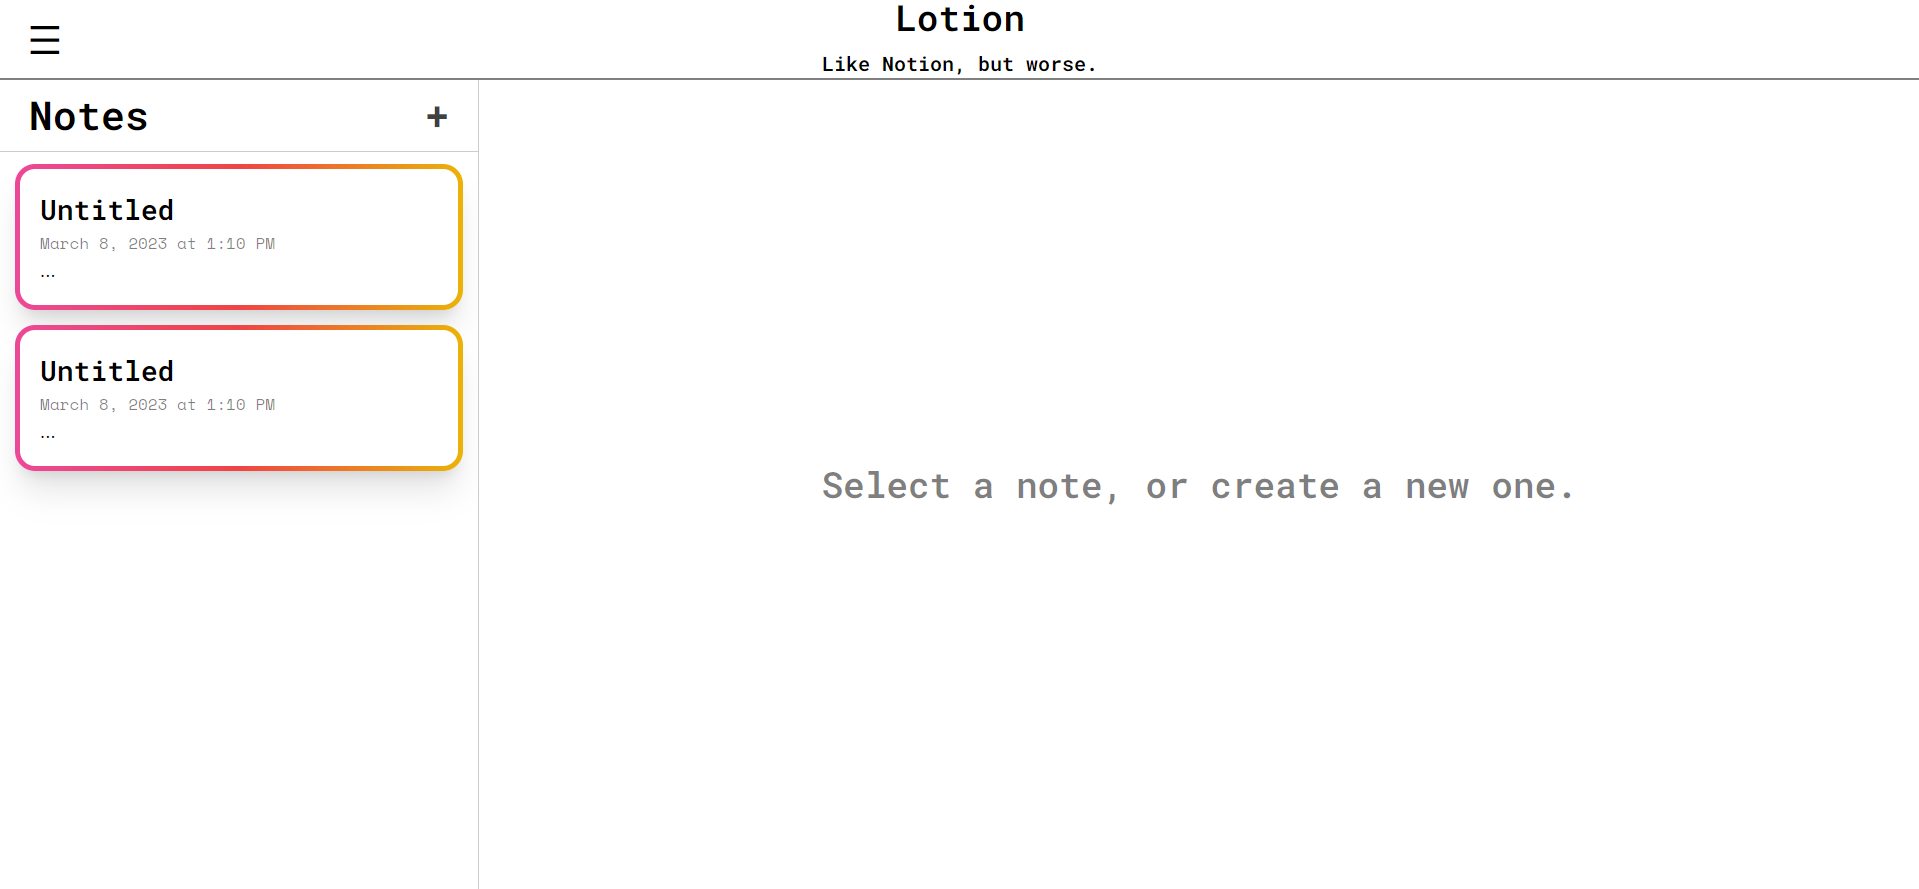 Lotion
Like Notion, but worse.
Notes +
Untitled
March 8, 2023 at 1:10 PM
...
Untitled
March 8, 2023 at 1:10 PM
...
Select a note, or create a new one.